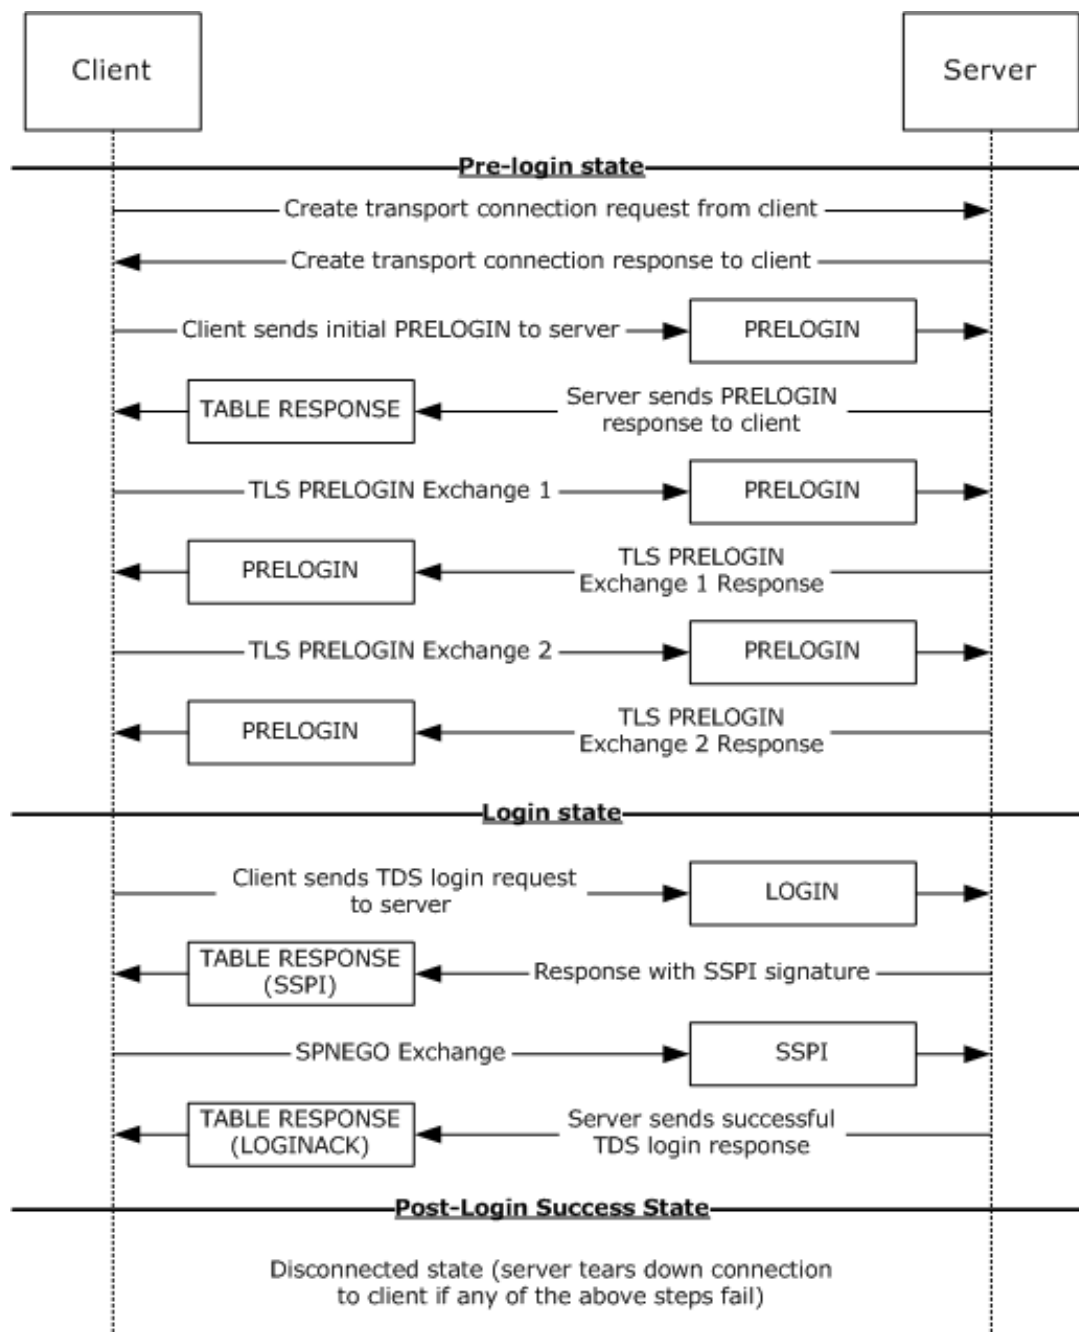 Client
Server
Pre-login state
Create transport connection request from client
Create transport connection response to client
Client sends initial PRELOGIN to server
PRELOGIN
TABLE RESPONSE
Server sends PRELOGIN
response to client
TLS PRELOGIN Exchange 1
PRELOGIN
PRELOGIN
TLS PRELOGIN
Exchange 1 Response
TLS PRELOGIN Exchange 2
PRELOGIN
PRELOGIN
TLS PRELOGIN
Exchange 2 Response
Login state
Client sends TDS login request
to server
LOGIN
TABLE RESPONSE
(SSPI)
Response with SSPI signature
SPNEGO Exchange
SSPI
TABLE RESPONSE
(LOGINACK)
Server sends successful
TDS login response
Post-Login Success State
Disconnected state (server tears down connection
to client if any of the above steps fail)